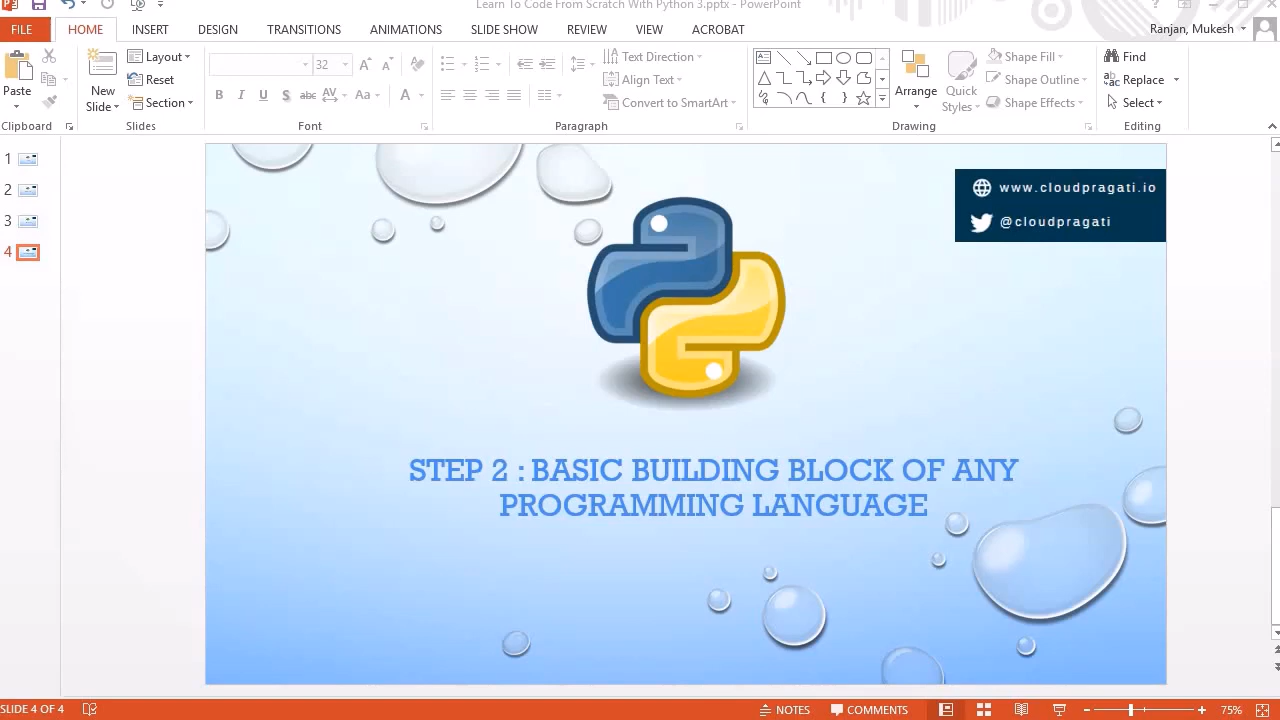 Learn To Code From Scratch With Python 3.pptx - PowerPoint
?
FILE HOME INSERT DESIGN TRANSITIONS ANIMATIONS SLIDE SHOW REVIEW VIEW ACROBAT Ranjan, Mukesh
Paste
New
Slide
Layout
Reset
Section
32
B I U S abc AV Aa A
Text Direction
Align Text
Convert to SmartArt
Arrange
Quick
Styles
Shape Fill
Shape Outline
Shape Effects
Find
Replace
Select
Clipboard Slides Font Paragraph Drawing Editing
1
2
3
4
www.cloudpragati.io
@cloudpragati
STEP 2 : BASIC BUILDING BLOCK OF ANY
PROGRAMMING LANGUAGE
SLIDE 4 OF 4 NOTES COMMENTS 75%